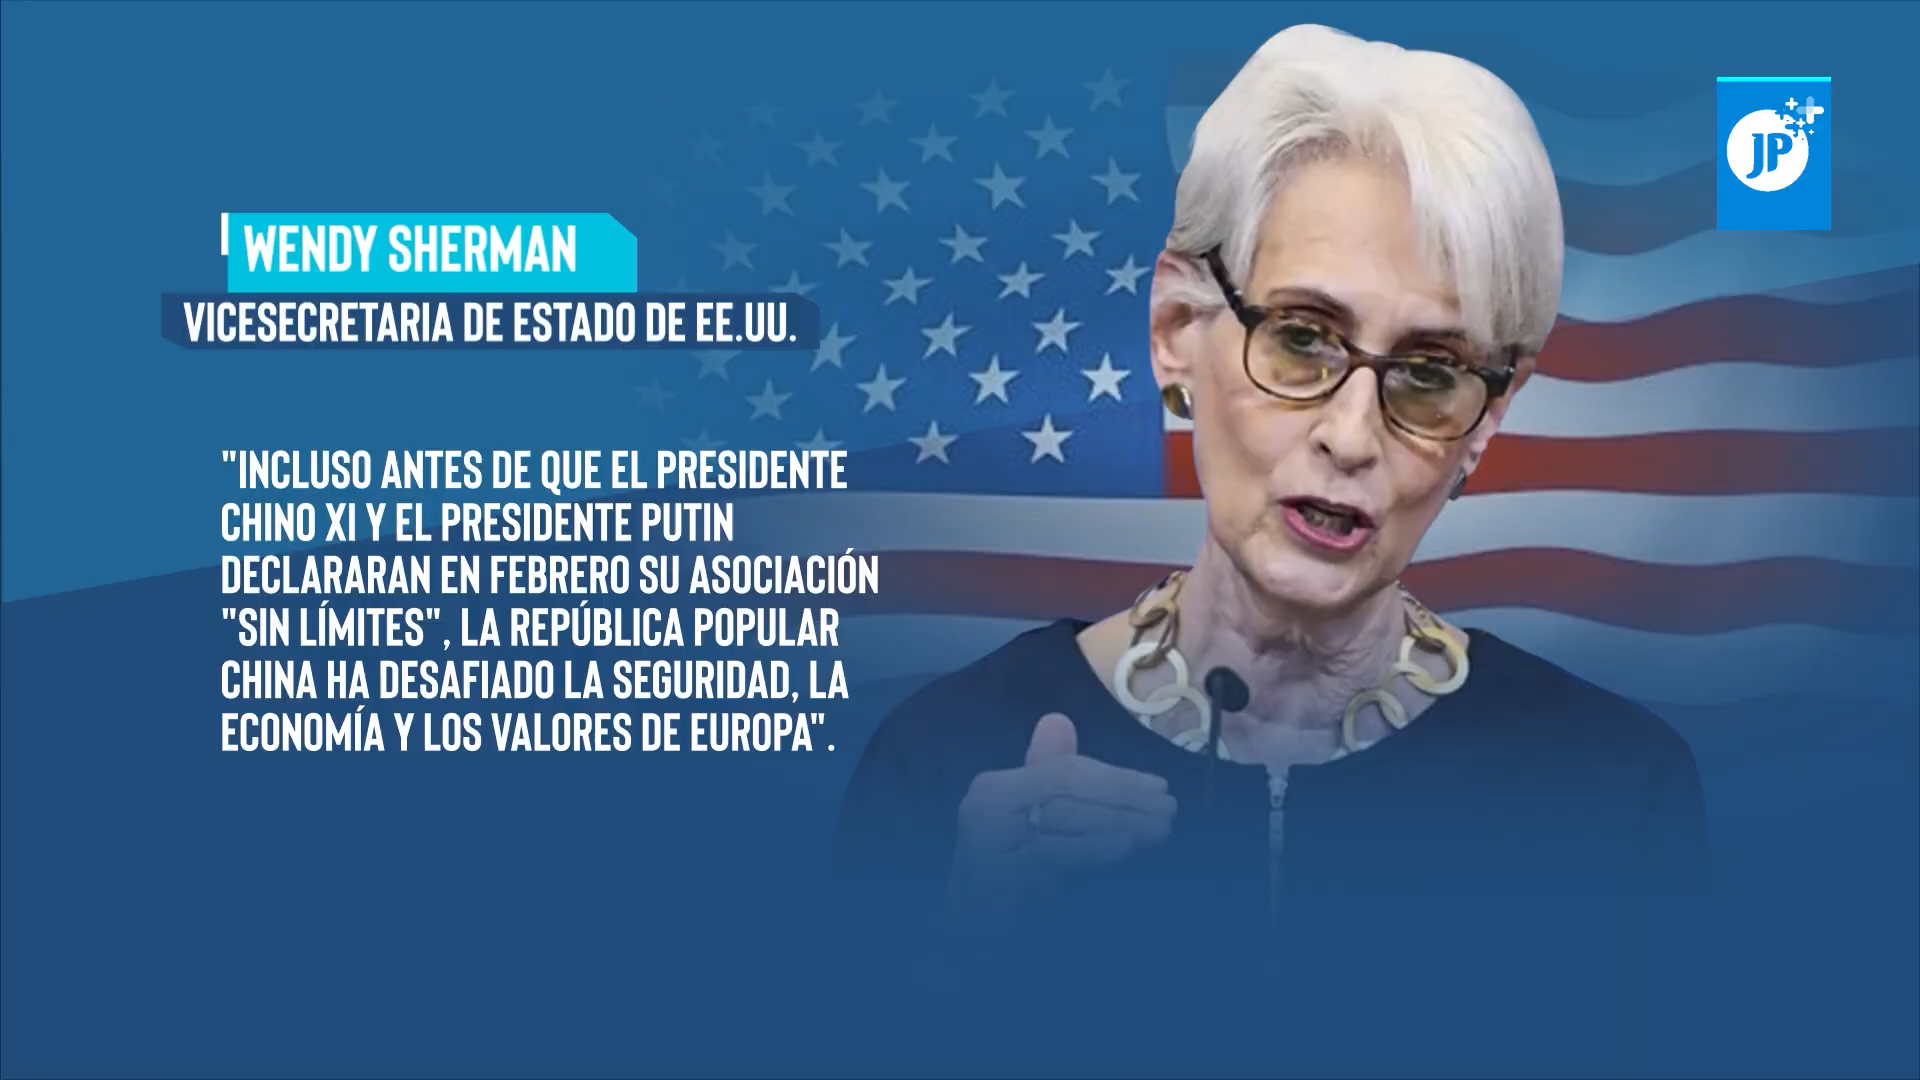 JP
WENDY SHERMAN
VICESECRETARIA DE ESTADO DE EE.UU.
"INCLUSO ANTES DE QUE EL PRESIDENTE
CHINO XI Y EL PRESIDENTE PUTIN
DECLARARAN EN FEBRERO SU ASOCIACIÓN
"SIN LÍMITES", LA REPÚBLICA POPULAR
CHINA HA DESAFIADO LA SEGURIDAD, LA
ECONOMÍA Y LOS VALORES DE EUROPA".